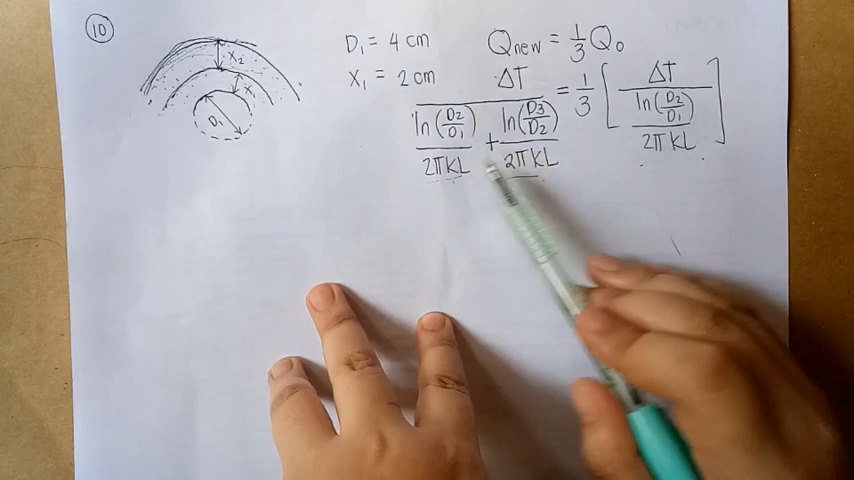 10
X₂
X₁
D₁
D₁ = 4 cm
X₁ = 2 cm
Qnew = 1/3 Q₀
ΔT / (ln(D₂/D₁)/2πKL + ln(D₃/D₂)/2πKL) = 1/3 [ΔT / (ln(D₂/D₁)/2πKL)]